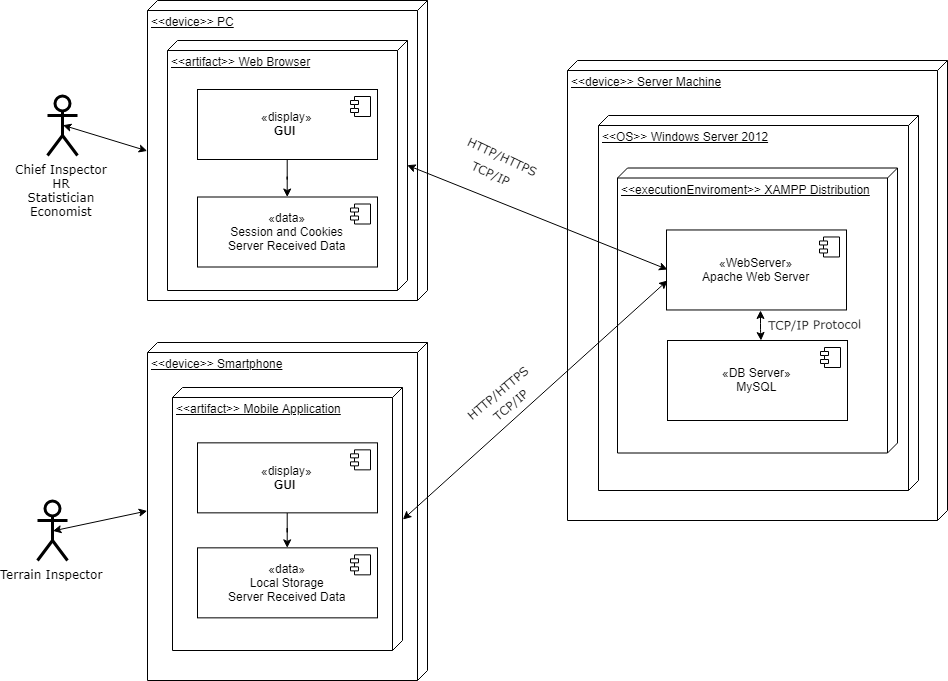 <<device>> PC
<<artifact>> Web Browser
«display»
GUI
«data»
Session and Cookies
Server Received Data
Chief Inspector
HR
Statistician
Economist
HTTP/HTTPS
TCP/IP
<<device>> Server Machine
<<OS>> Windows Server 2012
<<executionEnviroment>> XAMPP Distribution
«WebServer»
Apache Web Server
TCP/IP Protocol
«DB Server»
MySQL
<<device>> Smartphone
<<artifact>> Mobile Application
«display»
GUI
«data»
Local Storage
Server Received Data
Terrain Inspector
HTTP/HTTPS
TCP/IP